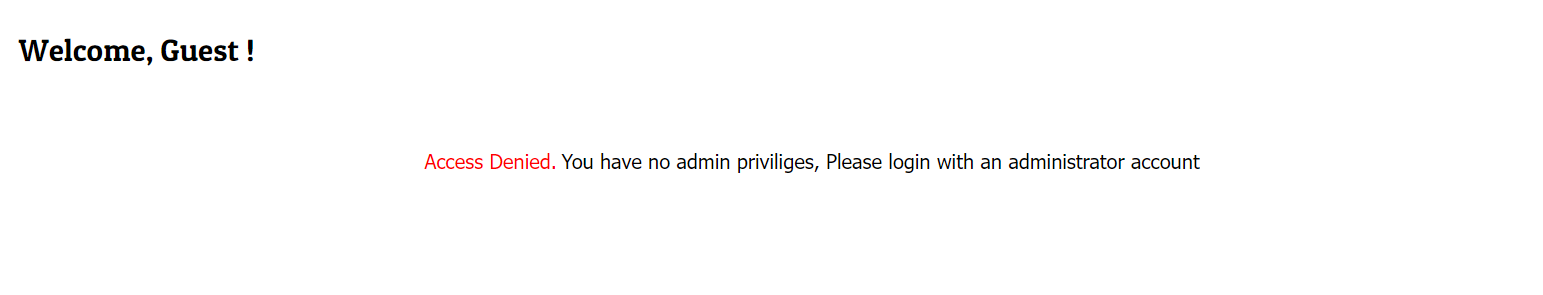 Welcome, Guest !
Access Denied. You have no admin priviliges, Please login with an administrator account